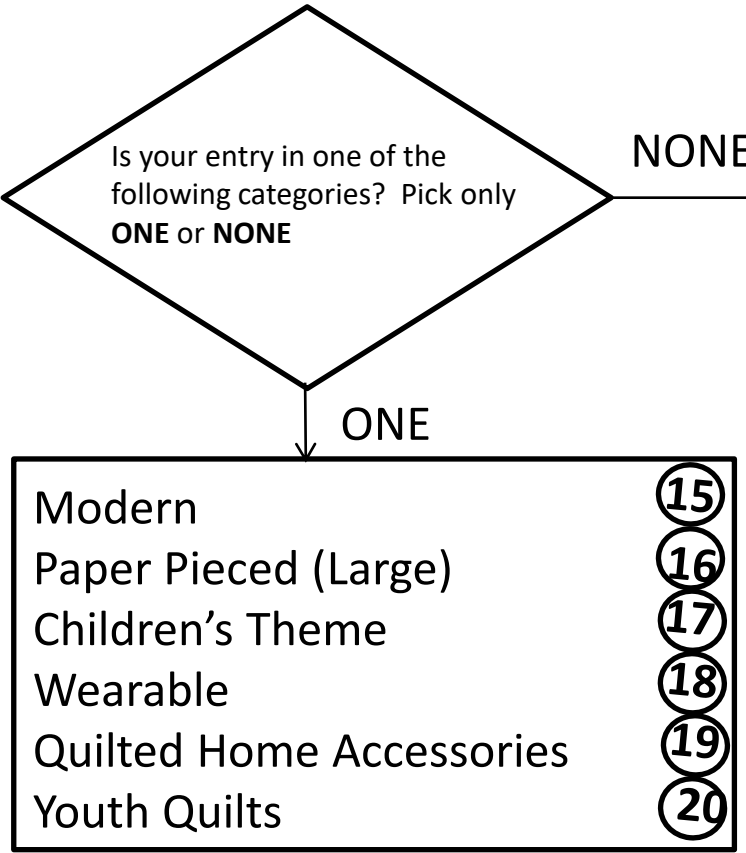 Is your entry in one of the
following categories?  Pick only
ONE or NONE
NONE
ONE
Modern 15
Paper Pieced (Large) 16
Children’s Theme 17
Wearable 18
Quilted Home Accessories 19
Youth Quilts 20